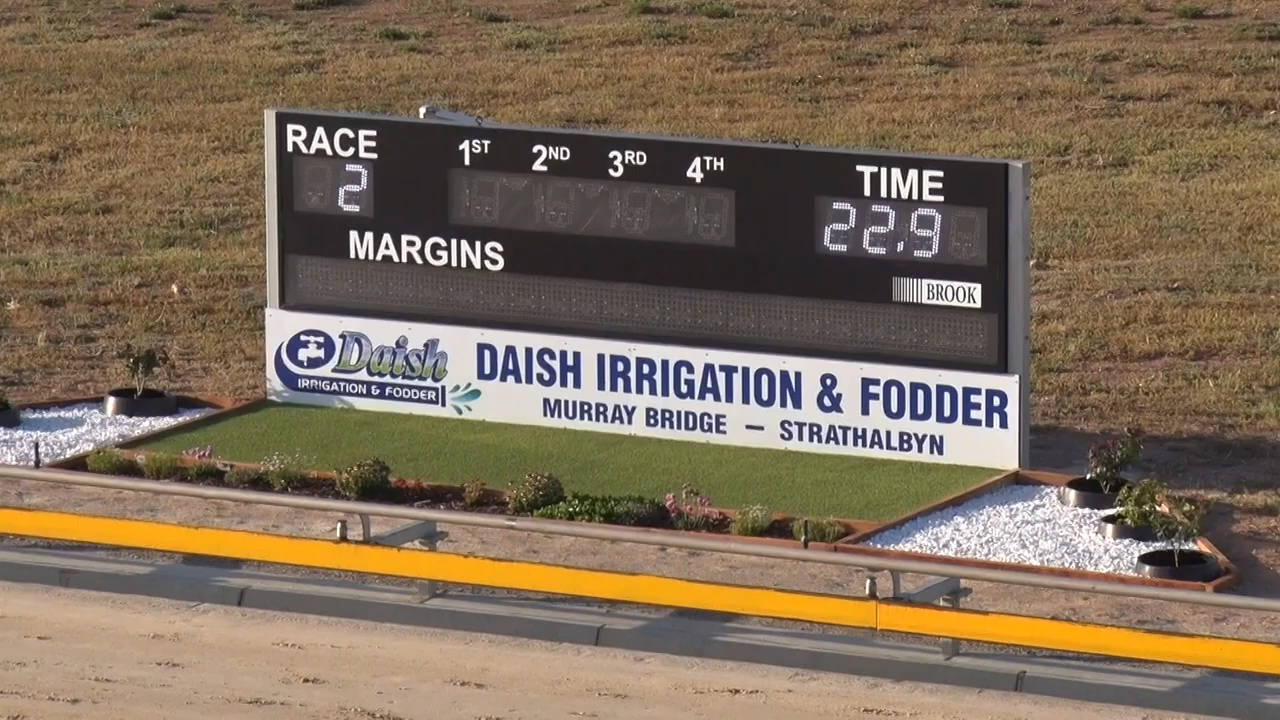 RACE 1ST 2ND 3RD 4TH TIME
2 22.9
MARGINS
BROOK
Daish
IRRIGATION & FODDER
DAISH IRRIGATION & FODDER
MURRAY BRIDGE — STRATHALBYN